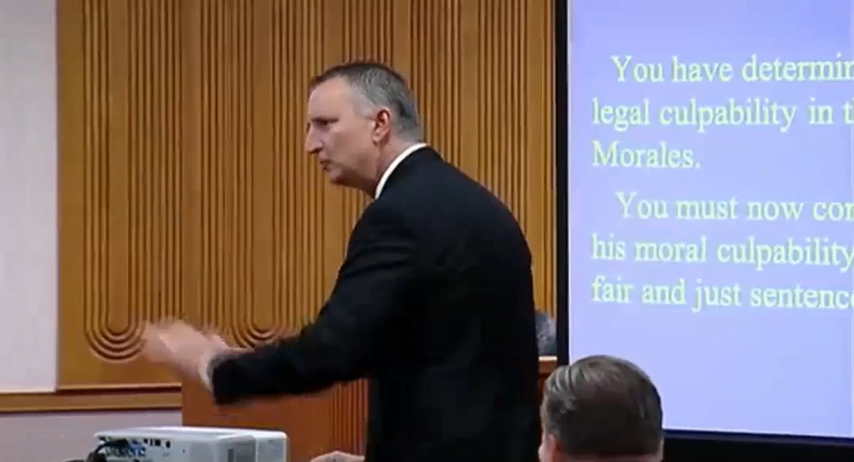 You have determin
legal culpability in t
Morales.
You must now con
his moral culpability
fair and just sentence